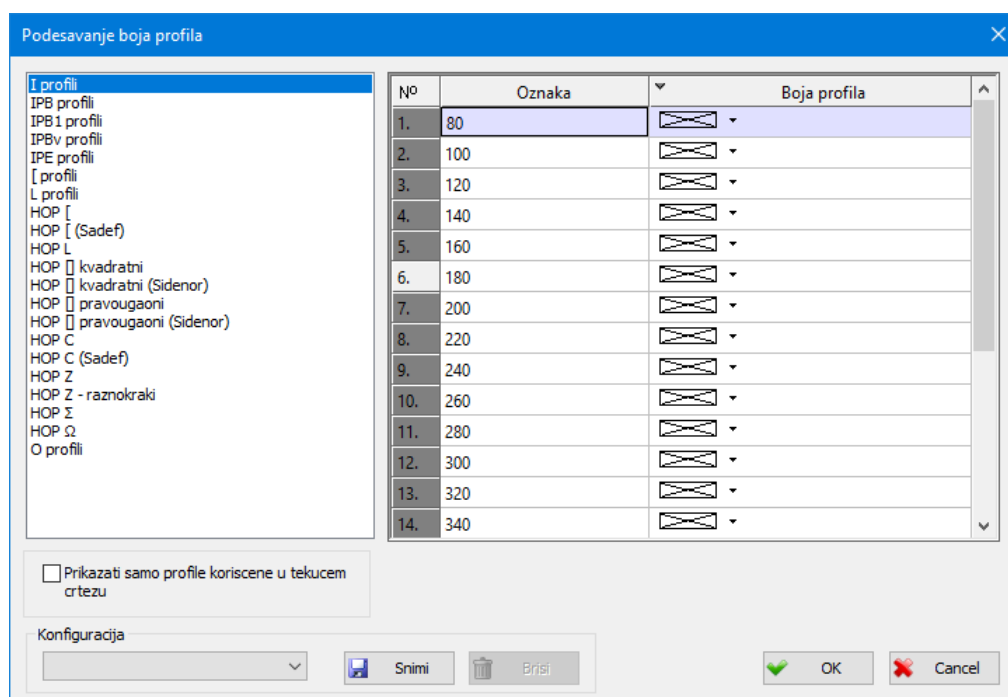 Podesavanje boja profila
I profili
IPB profili
IPB1 profili
IPBv profili
IPE profili
[ profili
L profili
HOP [
HOP [ (Sadef)
HOP L
HOP [] kvadratni
HOP [] kvadratni (Sidenor)
HOP [] pravougaoni
HOP [] pravougaoni (Sidenor)
HOP C
HOP C (Sadef)
HOP Z
HOP Z - raznokraki
HOP Σ
HOP Ω
O profili
Nº Oznaka Boja profila
1. 80
2. 100
3. 120
4. 140
5. 160
6. 180
7. 200
8. 220
9. 240
10. 260
11. 280
12. 300
13. 320
14. 340
Prikazati samo profile koriscene u tekucem
crtezu
Konfiguracija
Snimi Brisi OK Cancel